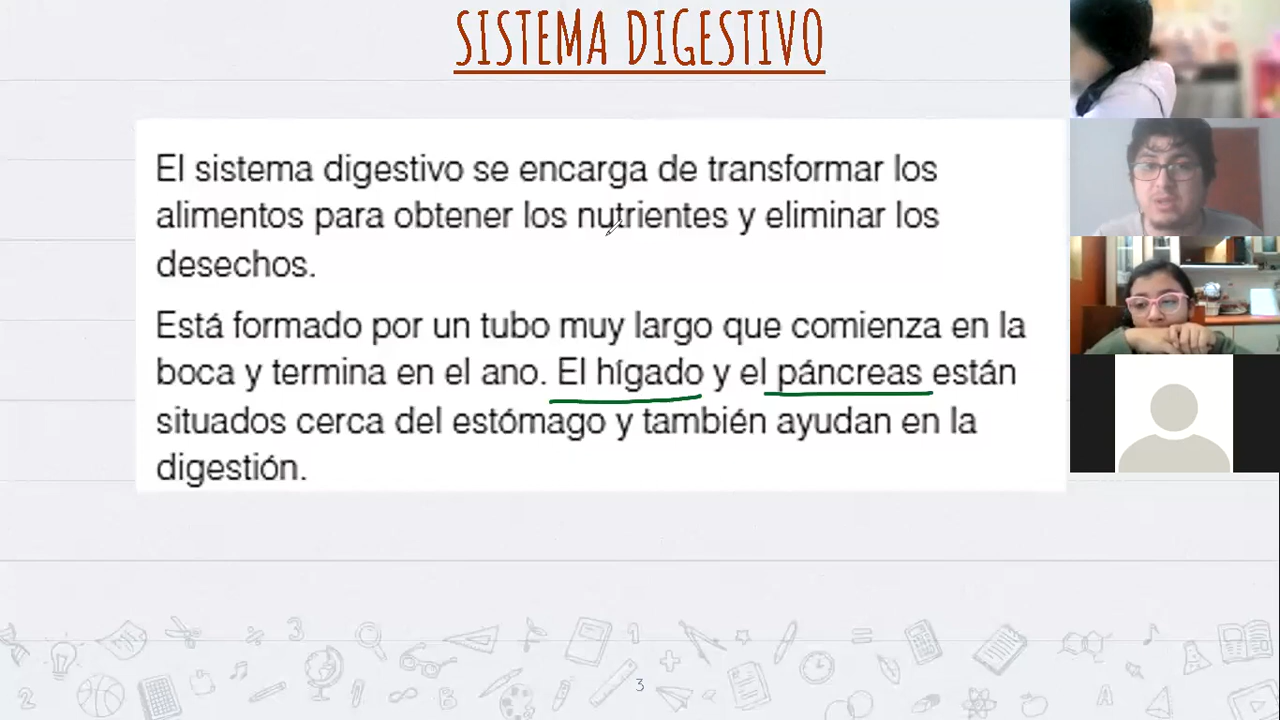 SISTEMA DIGESTIVO
El sistema digestivo se encarga de transformar los
alimentos para obtener los nutrientes y eliminar los
desechos.
Está formado por un tubo muy largo que comienza en la
boca y termina en el ano. El hígado y el páncreas están
situados cerca del estómago y también ayudan en la
digestión.
3